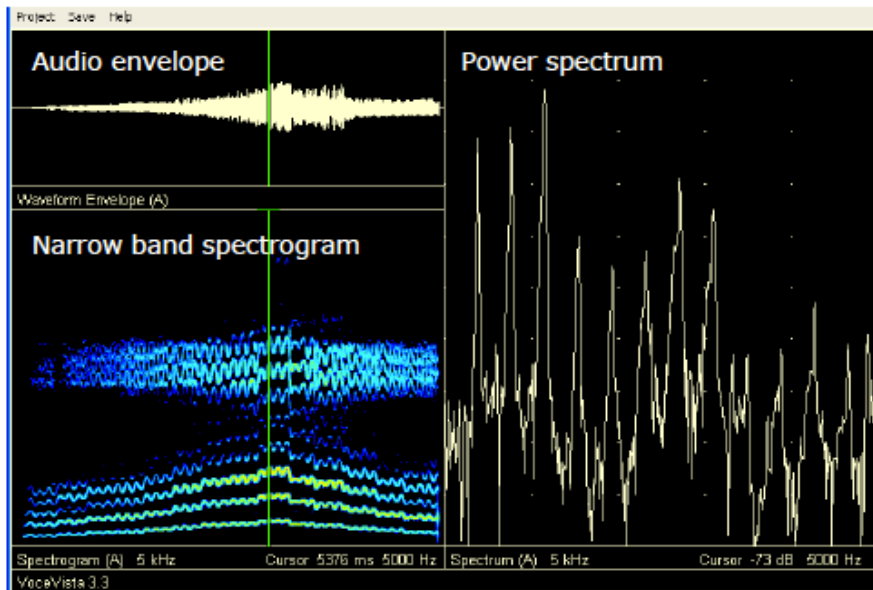 Project Save Help
Audio envelope
Power spectrum
Waveform Envelope (A)
Narrow band spectrogram
Spectrogram (A) 5 kHz Cursor 5376 ms 5000 Hz
Spectrum (A) 5 kHz Cursor -73 dB 5000 Hz
VoceVista 3.3